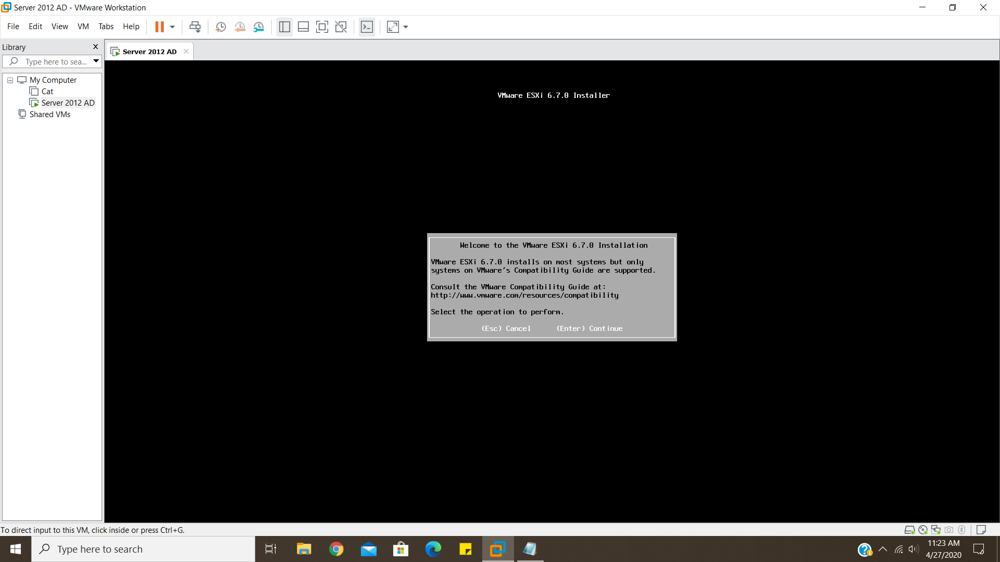 Server 2012 AD - VMware Workstation
File Edit View VM Tabs Help
Library
Type here to sea...
My Computer
Cat
Server 2012 AD
Shared VMs
Server 2012 AD
VMware ESXi 6.7.0 Installer
Welcome to the VMware ESXi 6.7.0 Installation
VMware ESXi 6.7.0 installs on most systems but only
systems on VMware's Compatibility Guide are supported.
Consult the VMware Compatibility Guide at:
http://www.vmware.com/resources/compatibility
Select the operation to perform.
(Esc) Cancel (Enter) Continue
To direct input to this VM, click inside or press Ctrl+G.
Type here to search
11:23 AM
4/27/2020